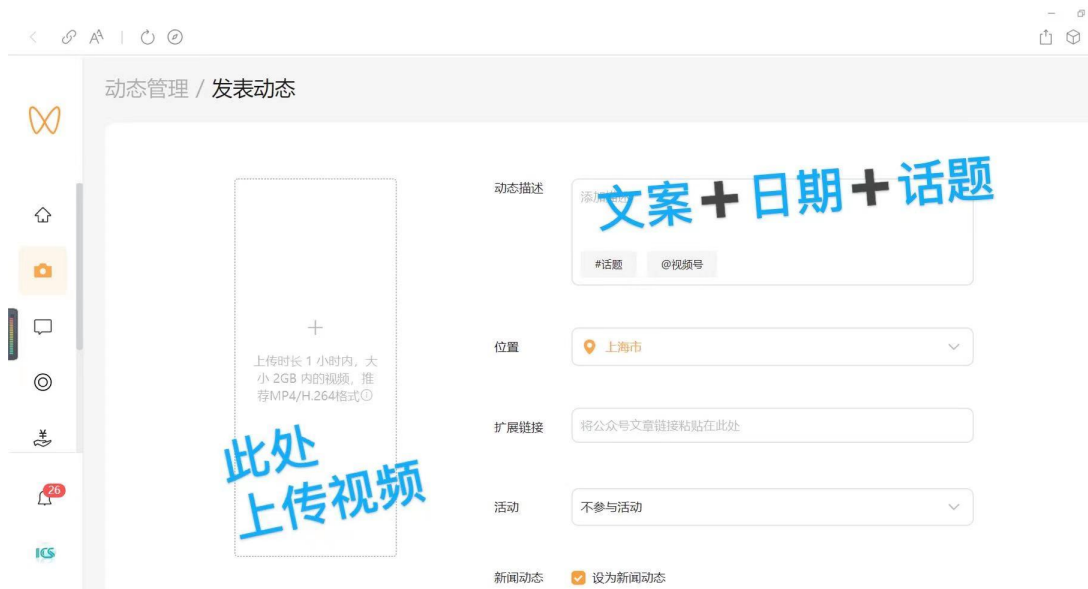 动态管理 / 发表动态
动态描述
文案➕日期➕话题
#话题 @视频号
上传时长 1 小时内，大
小 2GB 内的视频，推
荐MP4/H.264格式
此处
上传视频
位置
上海市
扩展链接
将公众号文章链接粘贴在此处
活动
不参与活动
新闻动态
设为新闻动态
26
ICS